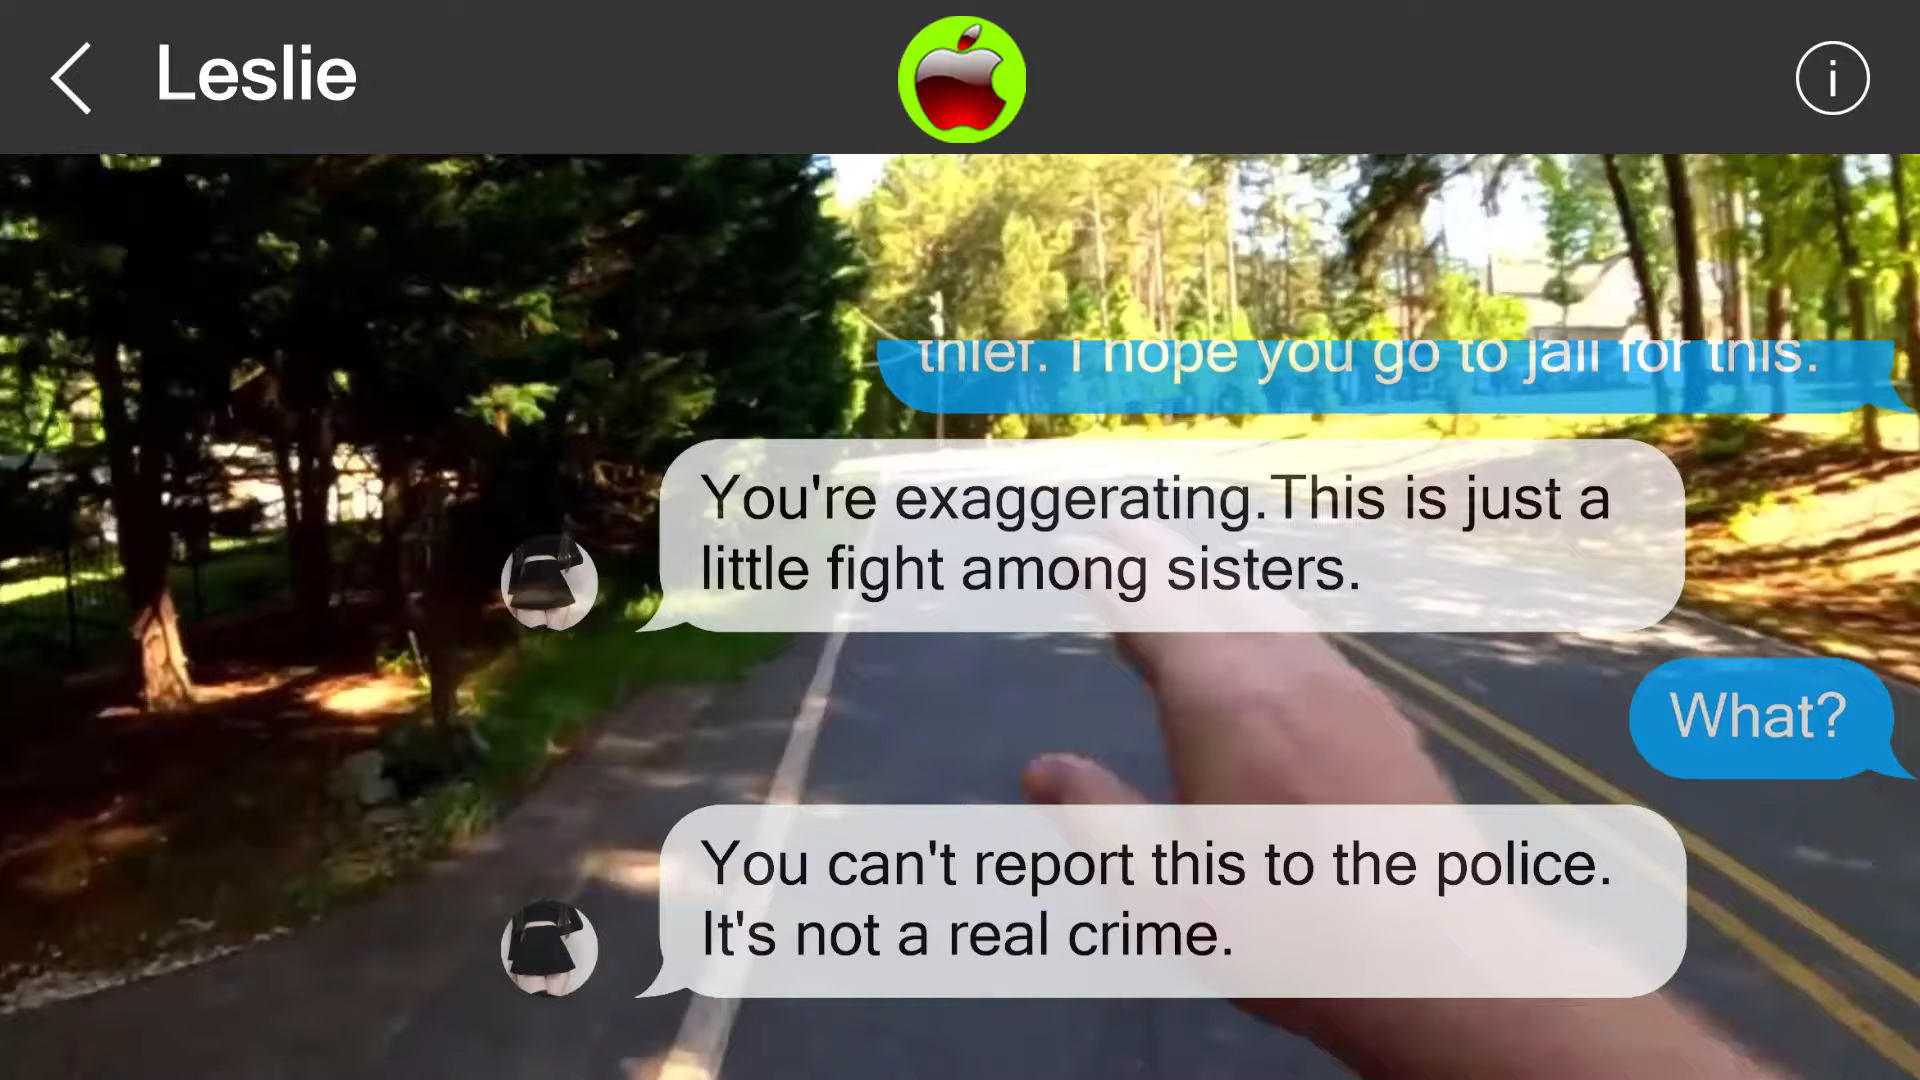 Leslie
thief. I hope you go to jail for this.
You're exaggerating.This is just a
little fight among sisters.
What?
You can't report this to the police.
It's not a real crime.